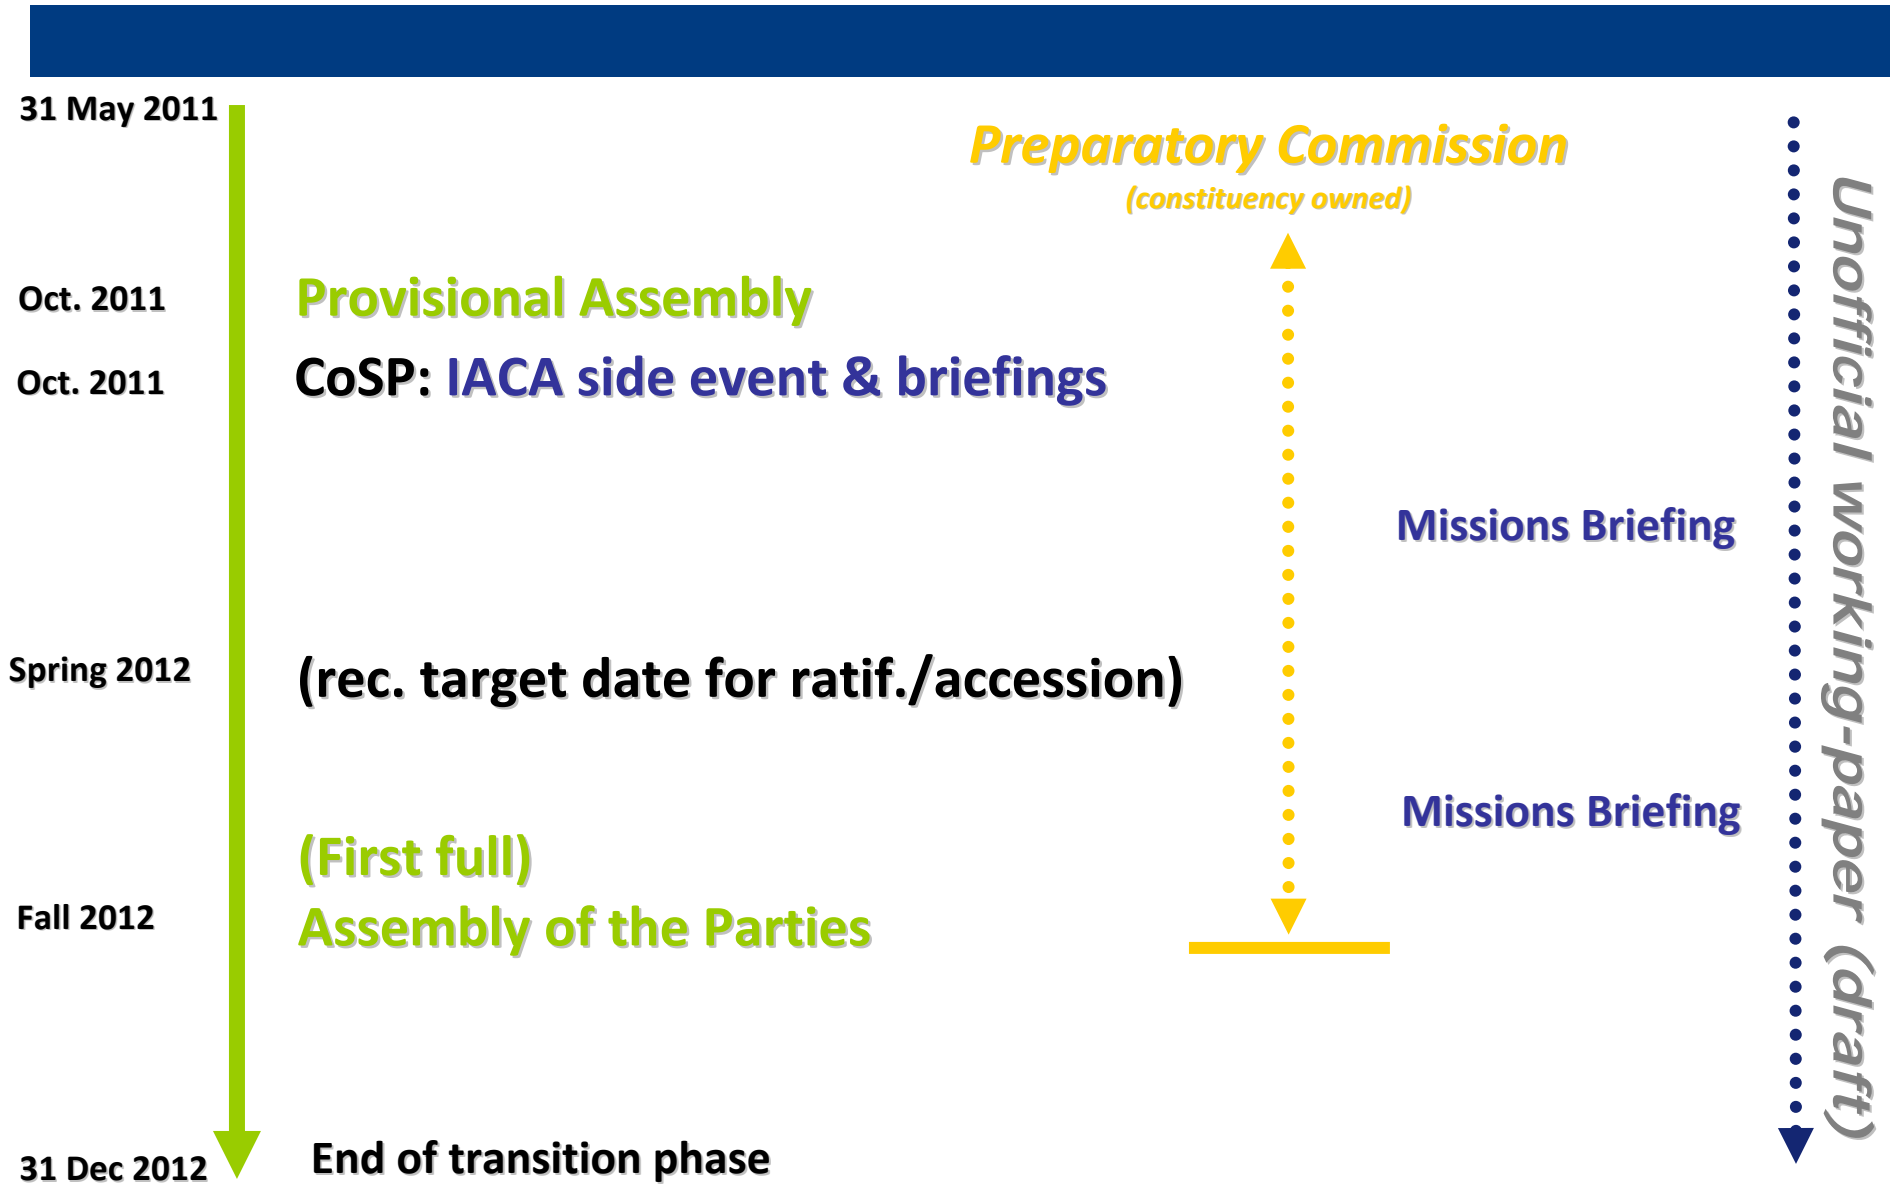 31 May 2011
Preparatory Commission
(constituency owned)
Oct. 2011
Provisional Assembly
Oct. 2011
CoSP: IACA side event & briefings
Missions Briefing
Spring 2012
(rec. target date for ratif./accession)
Missions Briefing
(First full)
Fall 2012
Assembly of the Parties
31 Dec 2012
End of transition phase
Unofficial working-paper (draft)